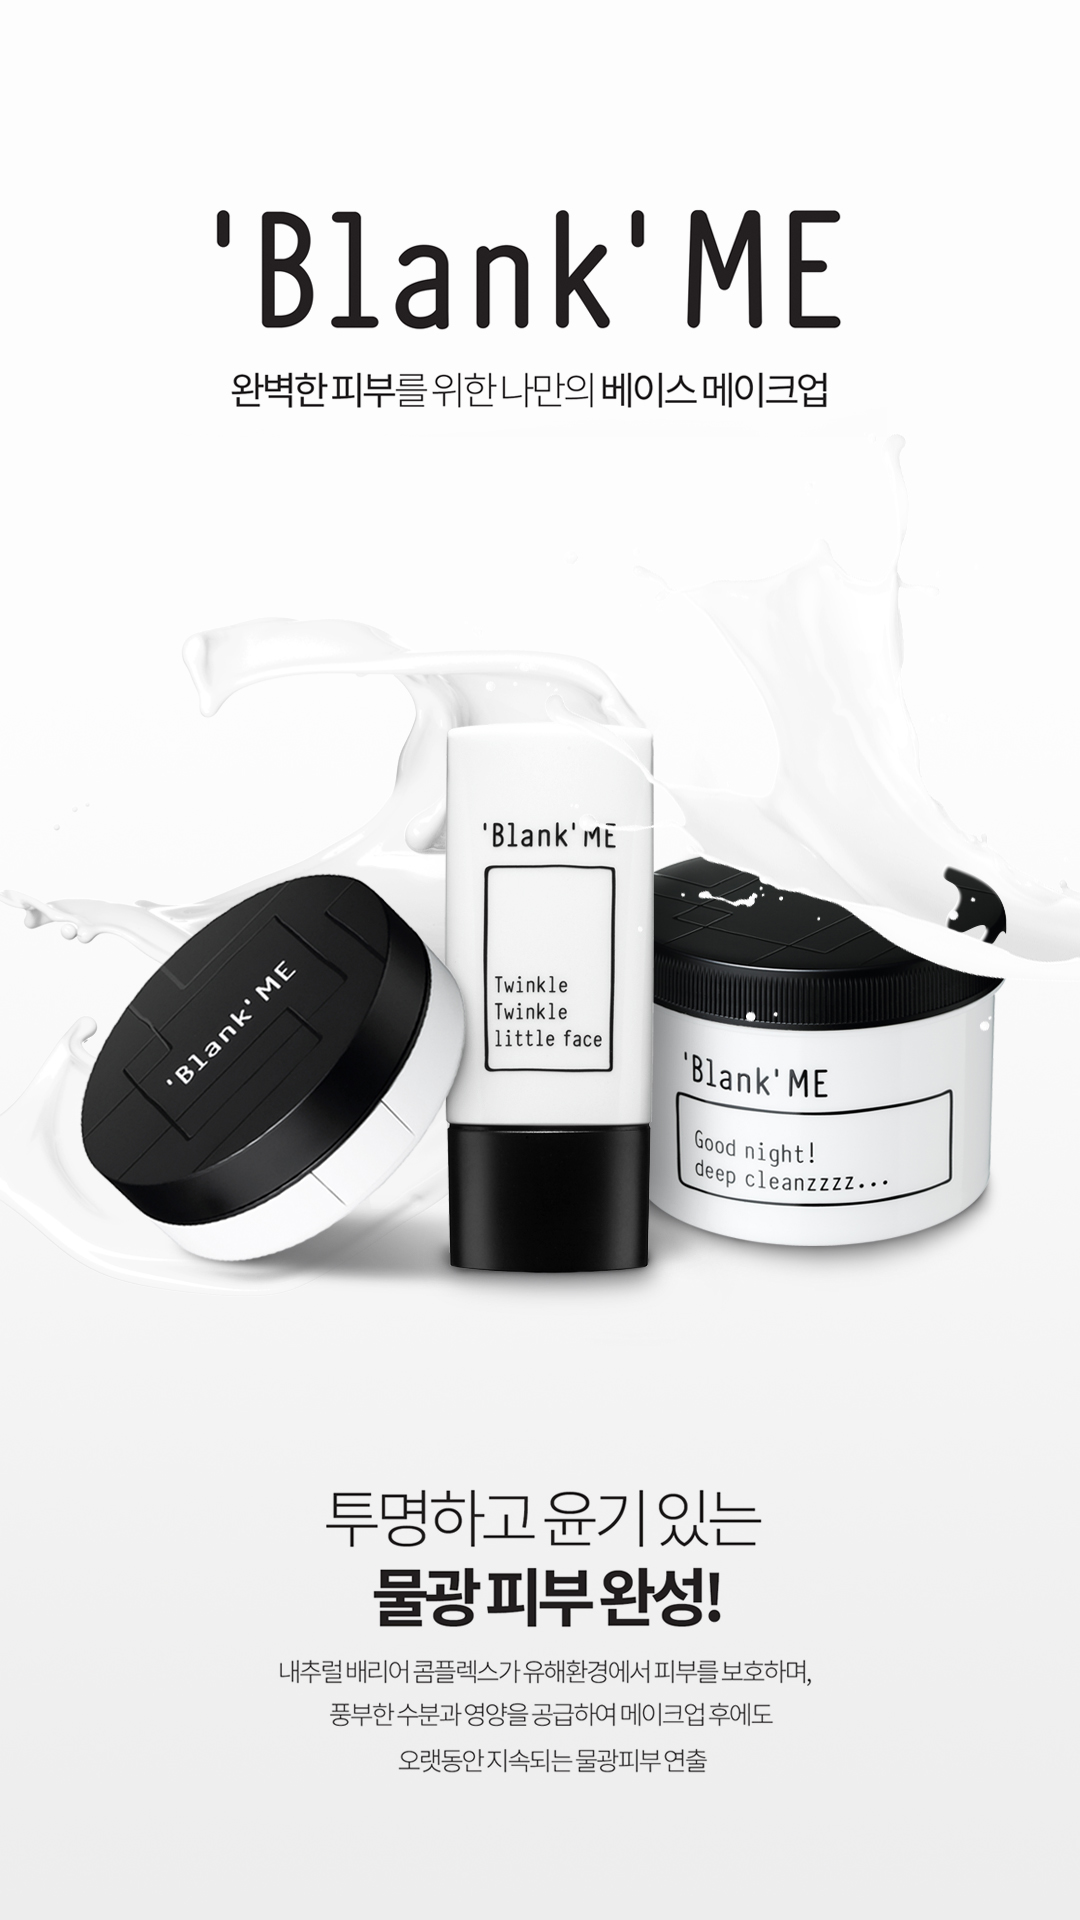 'Blank' ME
완벽한 피부를 위한 나만의 베이스 메이크업
'Blank' ME
'Blank' ME
Twinkle
Twinkle
little face
'Blank' ME
Good night!
deep cleanzzzz...
투명하고 윤기 있는
물광 피부 완성!
내추럴 배리어 콤플렉스가 유해환경에서 피부를 보호하며,
풍부한 수분과 영양을 공급하여 메이크업 후에도
오랫동안 지속되는 물광피부 연출